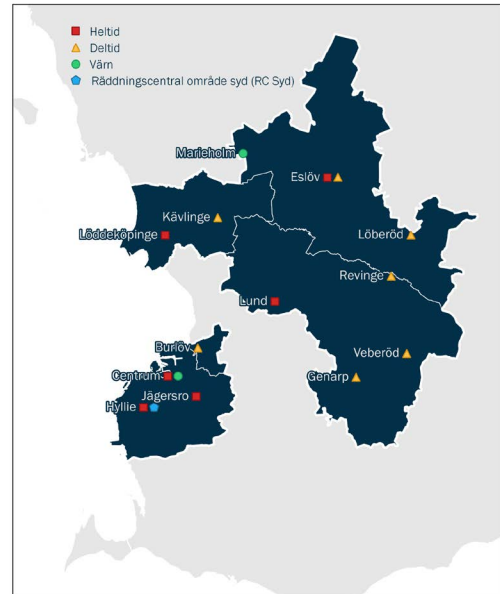 Heltid
Deltid
Värn
Räddningscentral område syd (RC Syd)
Marieholm
Eslöv
Kävlinge
Löddeköpinge
Löberöd
Revinge
Lund
Burlöv
Veberöd
Centrum
Genarp
Jägersro
Hyllie